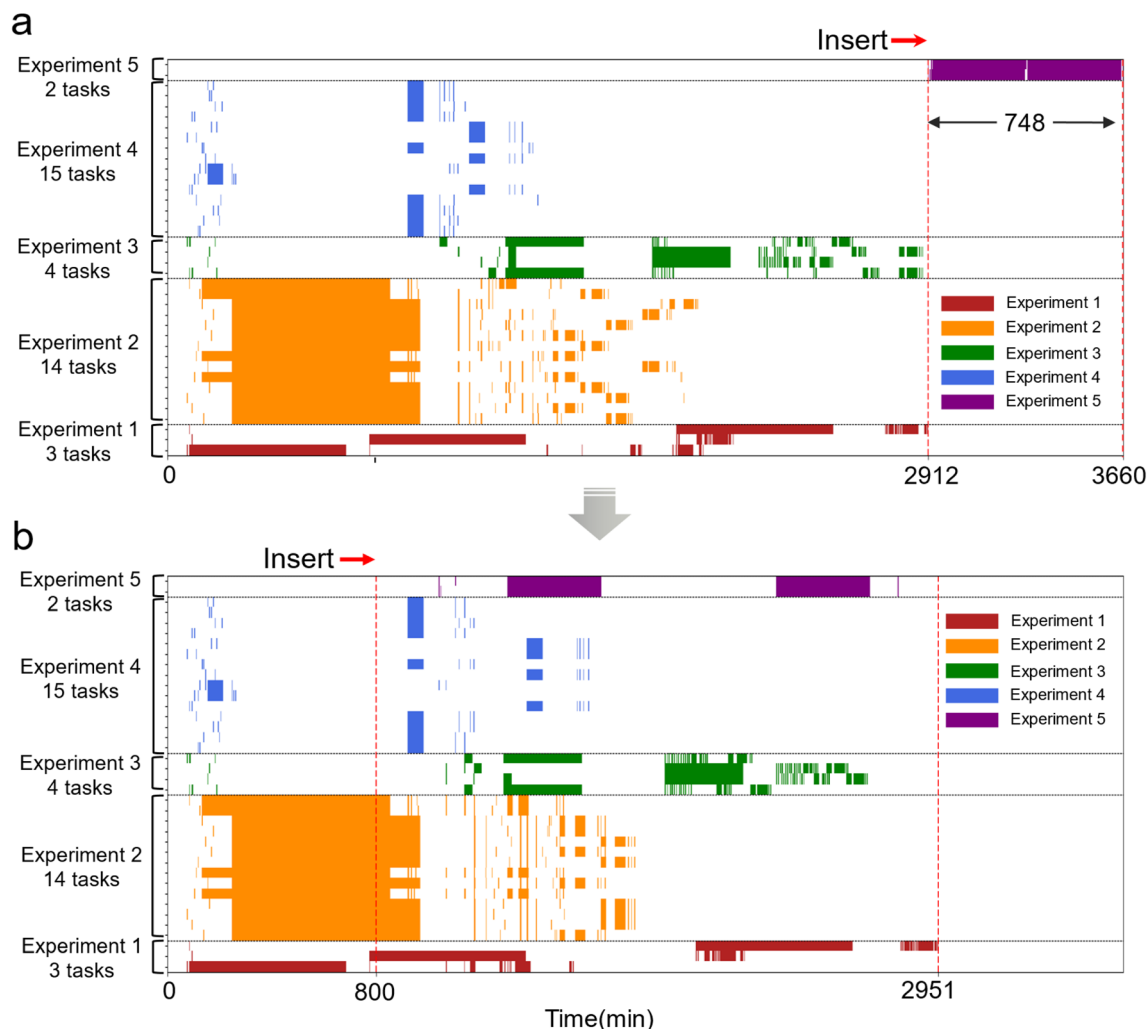 a
Insert
Experiment 5
2 tasks
748
Experiment 4
15 tasks
Experiment 3
4 tasks
Experiment 2
14 tasks
Experiment 1
Experiment 2
Experiment 3
Experiment 4
Experiment 5
Experiment 1
3 tasks
0
2912
3660
b
Insert
Experiment 5
2 tasks
Experiment 4
15 tasks
Experiment 1
Experiment 2
Experiment 3
Experiment 4
Experiment 5
Experiment 3
4 tasks
Experiment 2
14 tasks
Experiment 1
3 tasks
0
800
2951
Time(min)